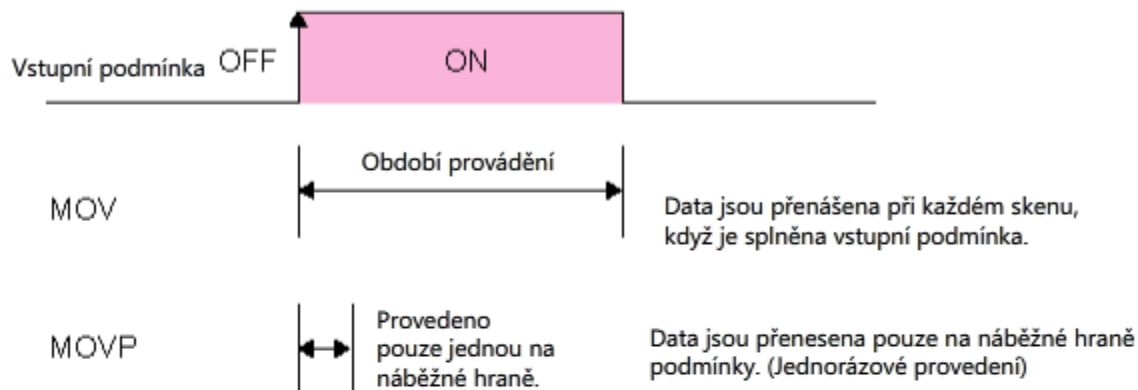 Vstupní podmínka OFF ON
Období provádění
MOV
Data jsou přenášena při každém skenu,
když je splněna vstupní podmínka.
MOVP
Provedeno
pouze jednou na
náběžné hraně.
Data jsou přenesena pouze na náběžné hraně
podmínky. (Jednorázové provedení)